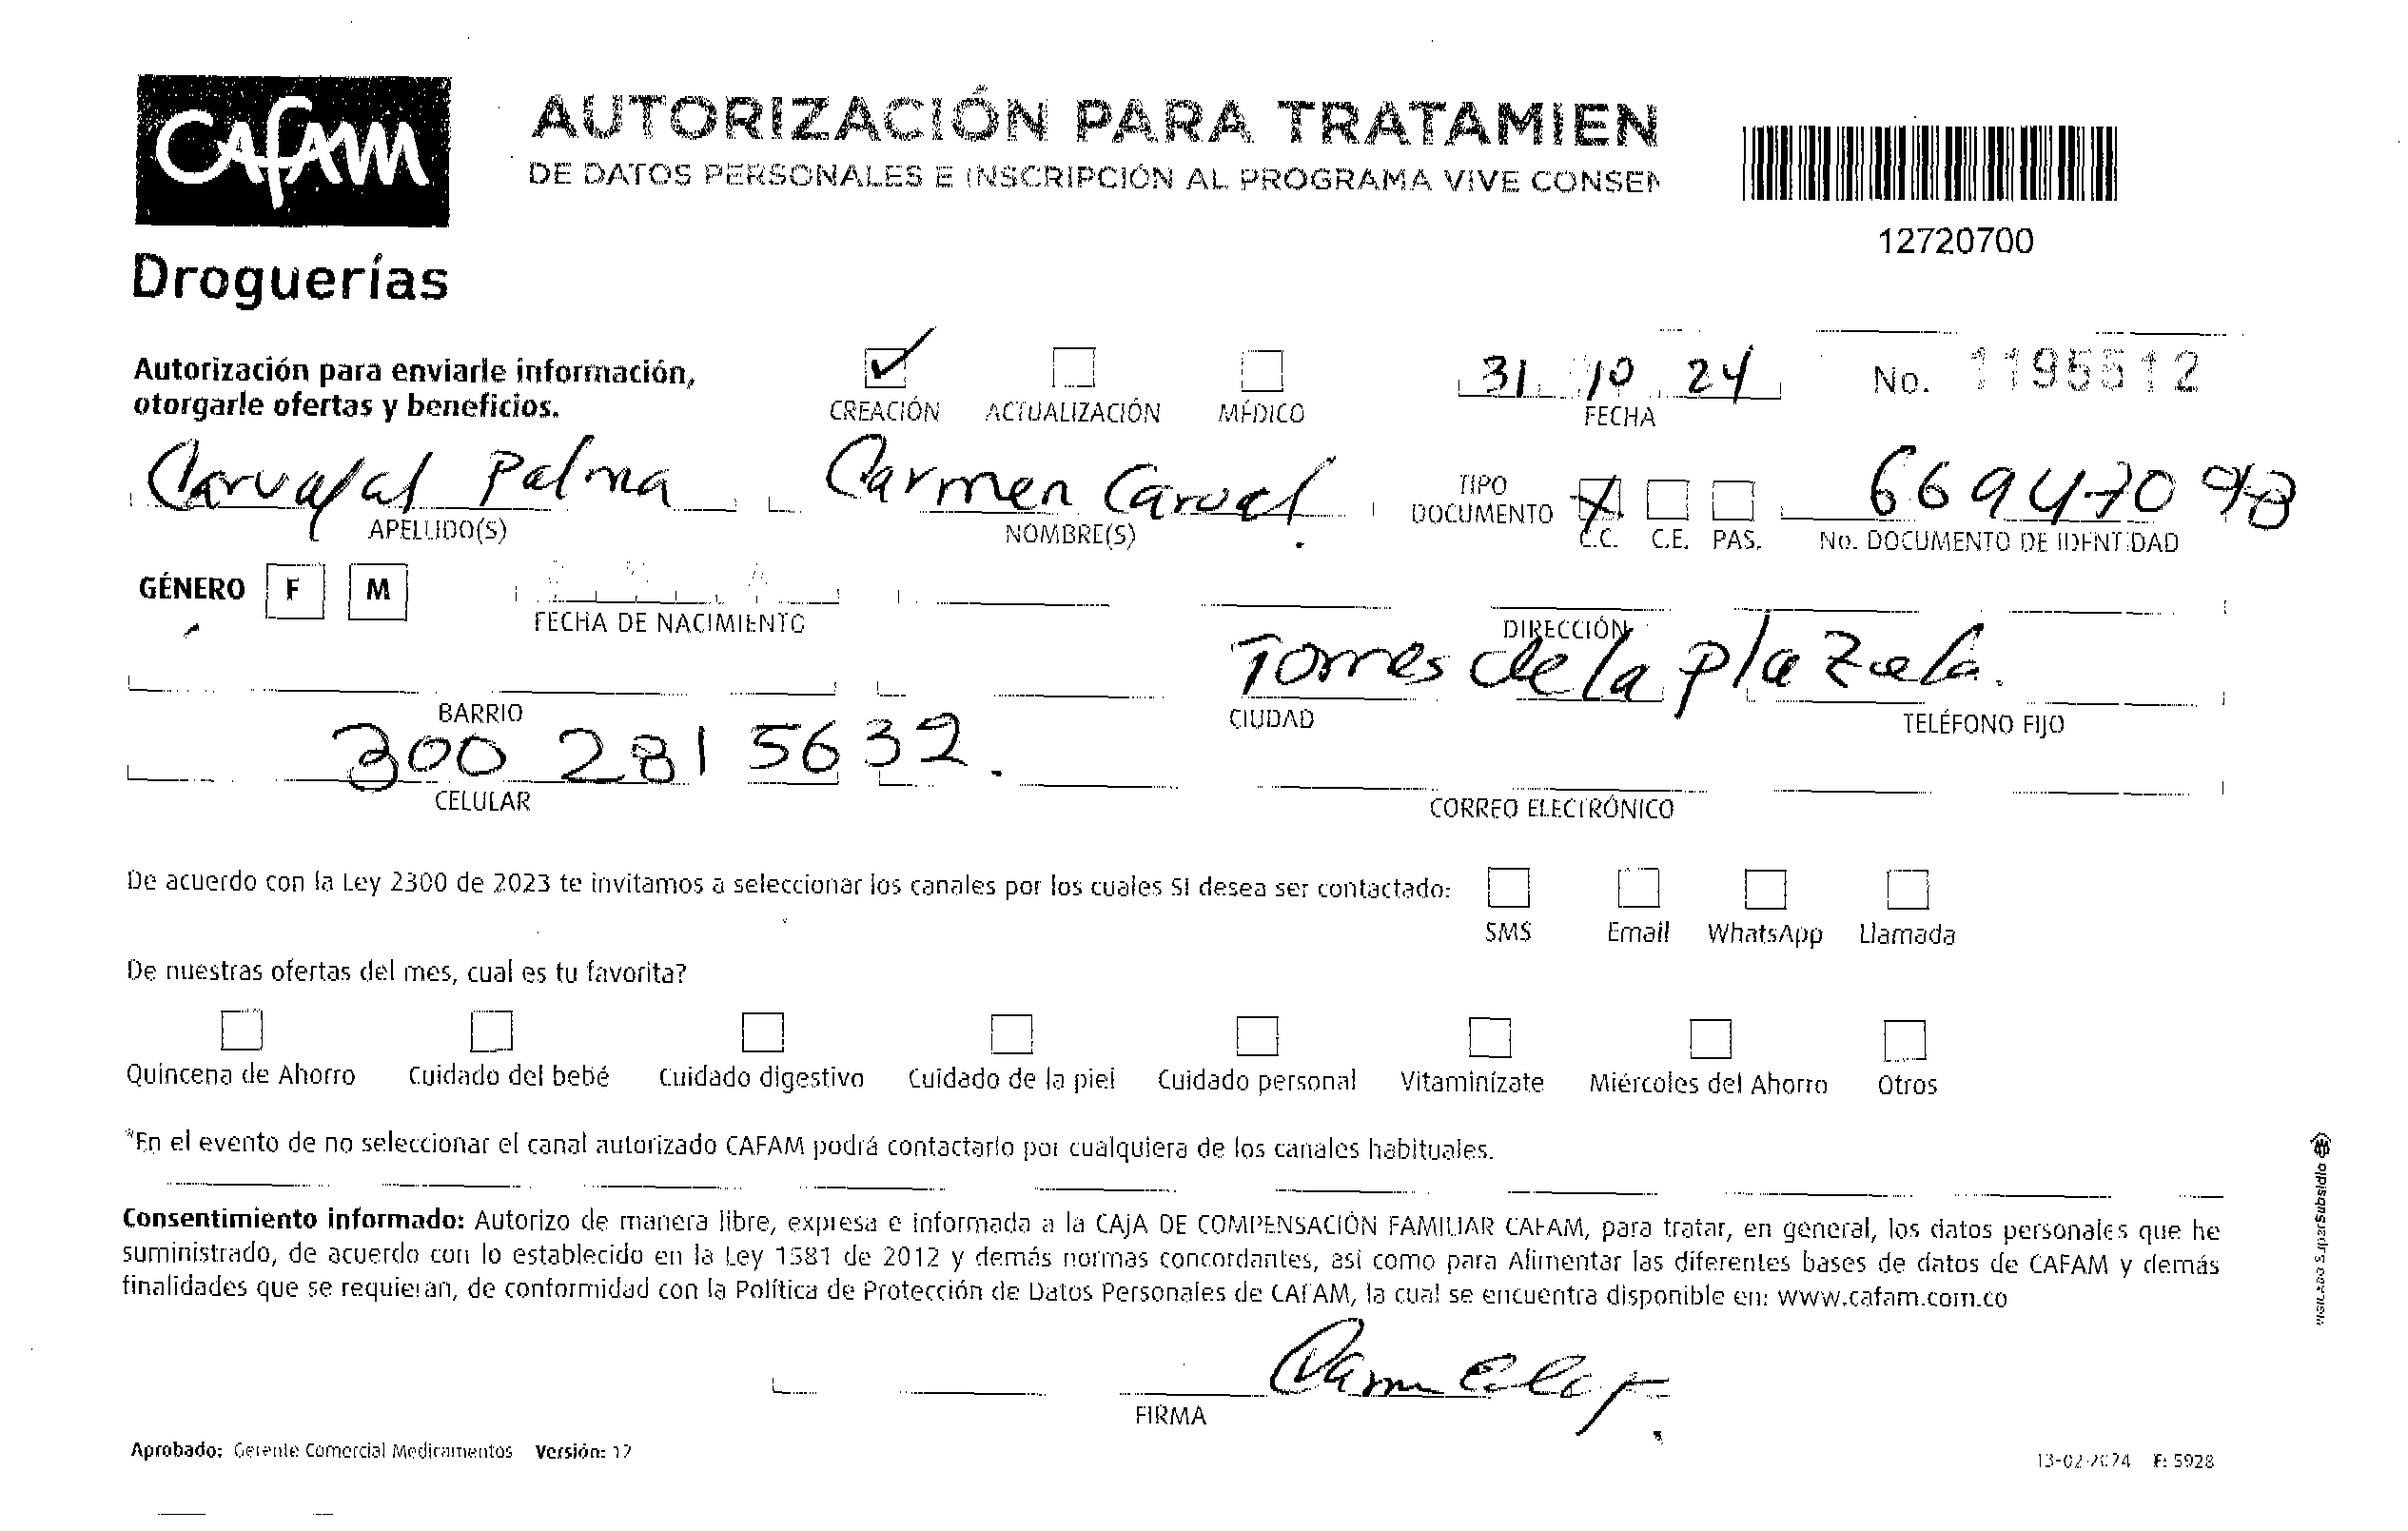 CAFAM
Droguerías
AUTORIZACIÓN PARA TRATAMIEN
DE DATOS PERSONALES E INSCRIPCIÓN AL PROGRAMA VIVE CONSEN
12720700
Autorización para enviarle información,
otorgarle ofertas y beneficios.
CREACIÓN ACTUALIZACIÓN MÉDICO
31 10 24
FECHA
No. 1195512
Carvajal Palma
APELLIDO(S)
Carmen
NOMBRE(S)
TIPO
DOCUMENTO
C.C. C.E. PAS.
669470
No. DOCUMENTO DE IDENTIDAD
GÉNERO F M
FECHA DE NACIMIENTO
DIRECCIÓN
Torres de la plazuela.
BARRIO
CIUDAD
TELÉFONO FIJO
300 281 5632.
CELULAR
CORREO ELECTRÓNICO
De acuerdo con la Ley 2300 de 2023 te invitamos a seleccionar los canales por los cuales SI desea ser contactado:
SMS Email WhatsApp Llamada
De nuestras ofertas del mes, cual es tu favorita?
Quincena de Ahorro Cuidado del bebé Cuidado digestivo Cuidado de la piel Cuidado personal Vitaminízate Miércoles del Ahorro Otros
*En el evento de no seleccionar el canal autorizado CAFAM podrá contactarlo por cualquiera de los canales habituales.
Consentimiento informado: Autorizo de manera libre, expresa e informada a la CAJA DE COMPENSACIÓN FAMILIAR CAFAM, para tratar, en general, los datos personales que he
suministrado, de acuerdo con lo establecido en la Ley 1581 de 2012 y demás normas concordantes, así como para Alimentar las diferentes bases de datos de CAFAM y demás
finalidades que se requieran, de conformidad con la Política de Protección de Datos Personales de CAFAM, la cual se encuentra disponible en: www.cafam.com.co
FIRMA
Aprobado: Gerente Comercial Medicamentos Versión: 12
13-02-2024 F: 5928
VIGILADO SuperSubsidio